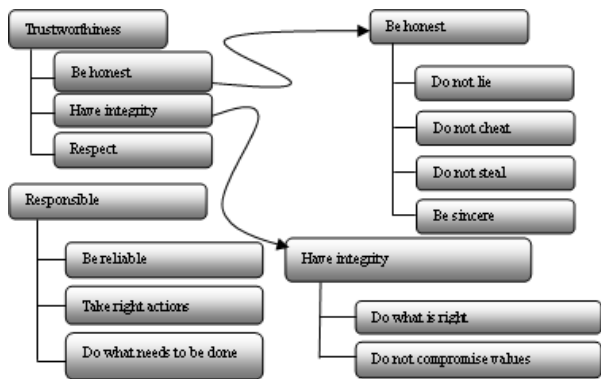 Trustworthiness
Be honest
Have integrity
Respect
Responsible
Be reliable
Take right actions
Do what needs to be done
Be honest
Do not lie
Do not cheat
Do not steal
Be sincere
Have integrity
Do what is right
Do not compromise values